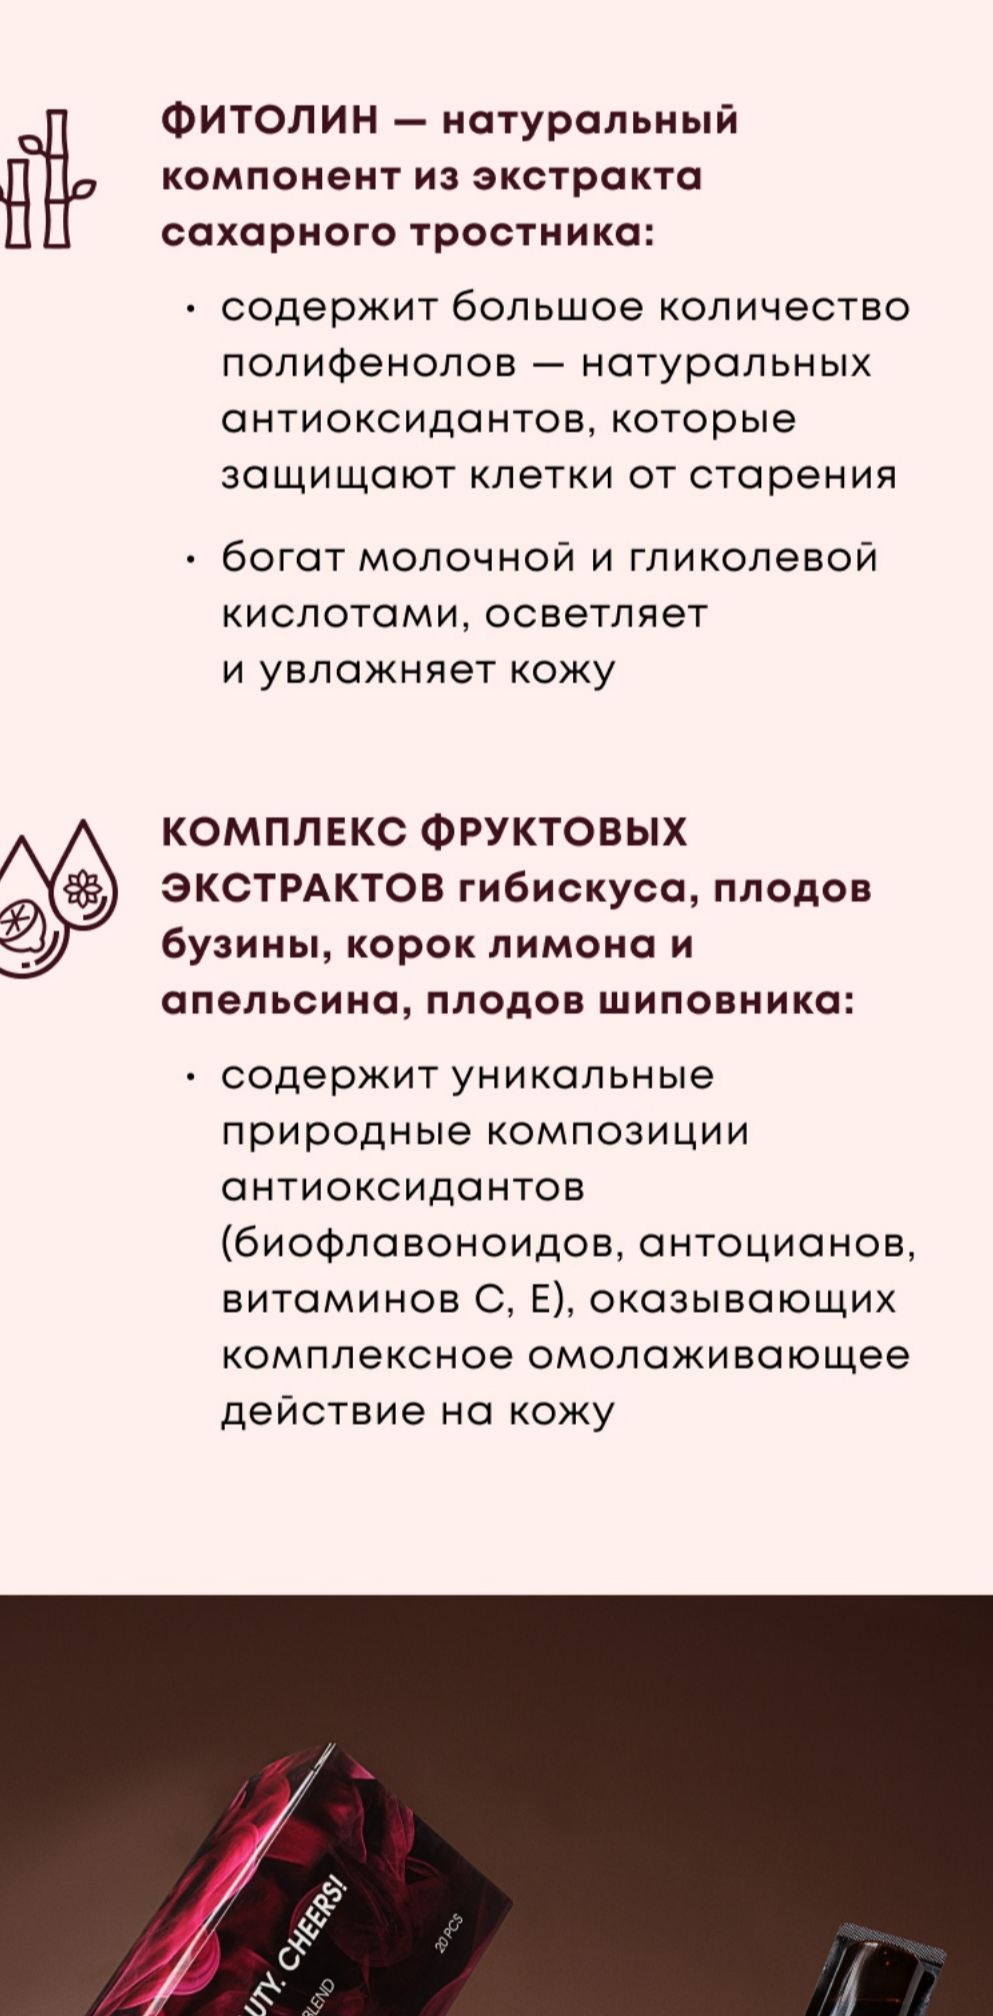 ФИТОЛИН — натуральный
компонент из экстракта
сахарного тростника:
• содержит большое количество
полифенолов — натуральных
антиоксидантов, которые
защищают клетки от старения
• богат молочной и гликолевой
кислотами, осветляет
и увлажняет кожу
КОМПЛЕКС ФРУКТОВЫХ
ЭКСТРАКТОВ гибискуса, плодов
бузины, корок лимона и
апельсина, плодов шиповника:
• содержит уникальные
природные композиции
антиоксидантов
(биофлавоноидов, антоцианов,
витаминов С, Е), оказывающих
комплексное омолаживающее
действие на кожу
CHEERS!
20 PCS